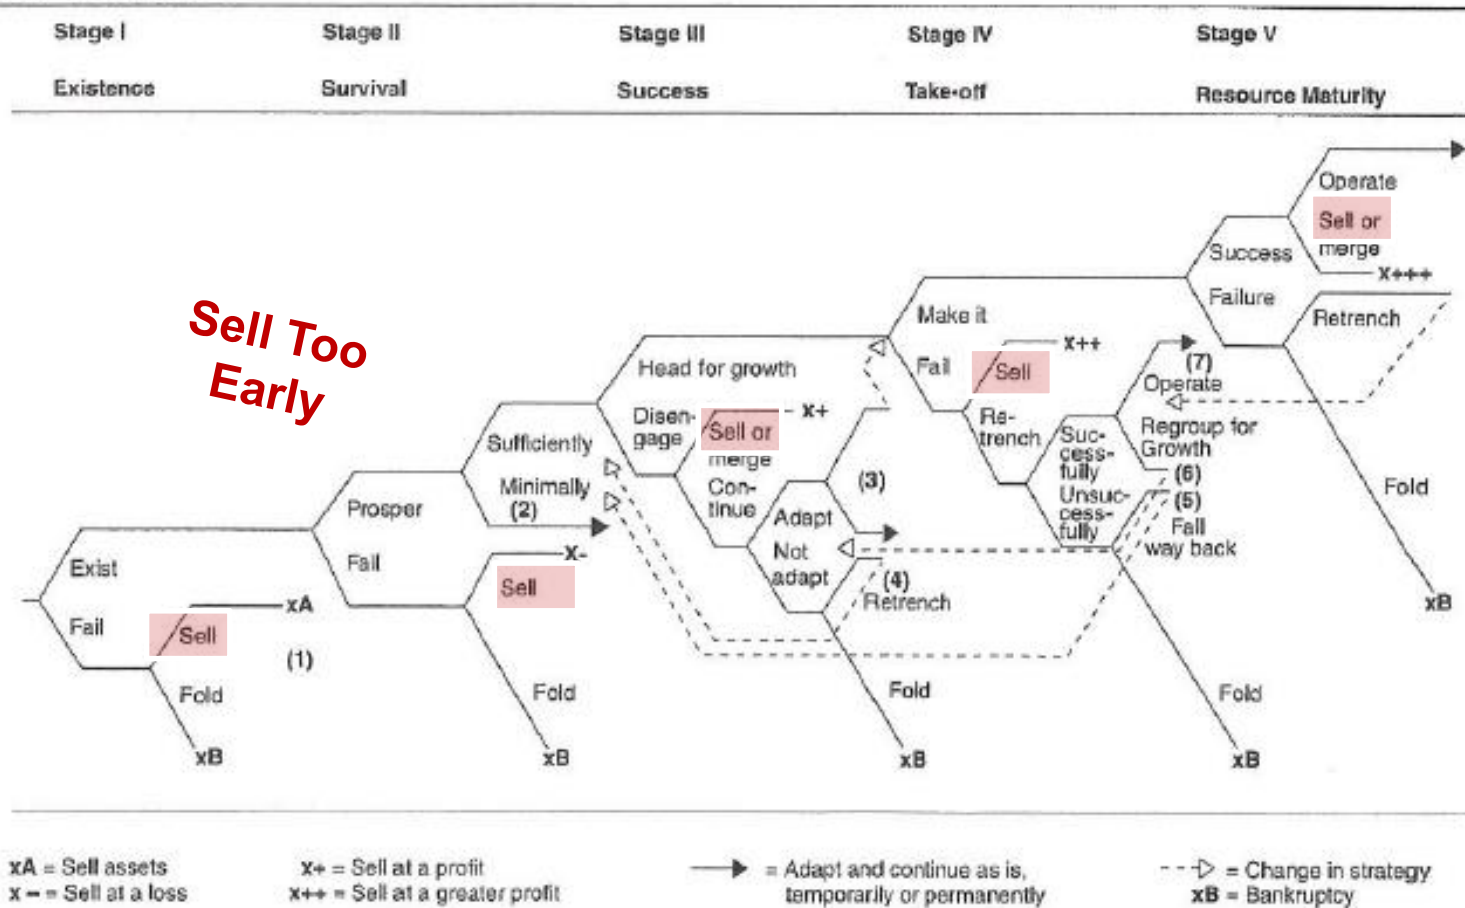 Stage I
Stage II
Stage III
Stage IV
Stage V
Existence
Survival
Success
Take-off
Resource Maturity
Sell Too
Early
Exist
Fail
Sell
xA
(1)
Fold
xB
Prosper
Fail
Sufficiently
Minimally
(2)
x-
Sell
Fold
xB
Head for growth
Disen-
gage
Sell or
merge
x+
Con-
tinue
Adapt
Not
adapt
(3)
(4)
Retrench
Fold
xB
Make it
Fail
Sell
x++
Re-
trench
Suc-
cess-
fully
Unsuc-
cess-
fully
(7)
Operate
Regroup for
Growth
(6)
(5)
Fall
way back
Fold
xB
Success
Failure
Operate
Sell or
merge
x+++
Retrench
Fold
xB
xA = Sell assets
x – = Sell at a loss
x+ = Sell at a profit
x++ = Sell at a greater profit
= Adapt and continue as is,
temporarily or permanently
= Change in strategy
xB = Bankruptcy